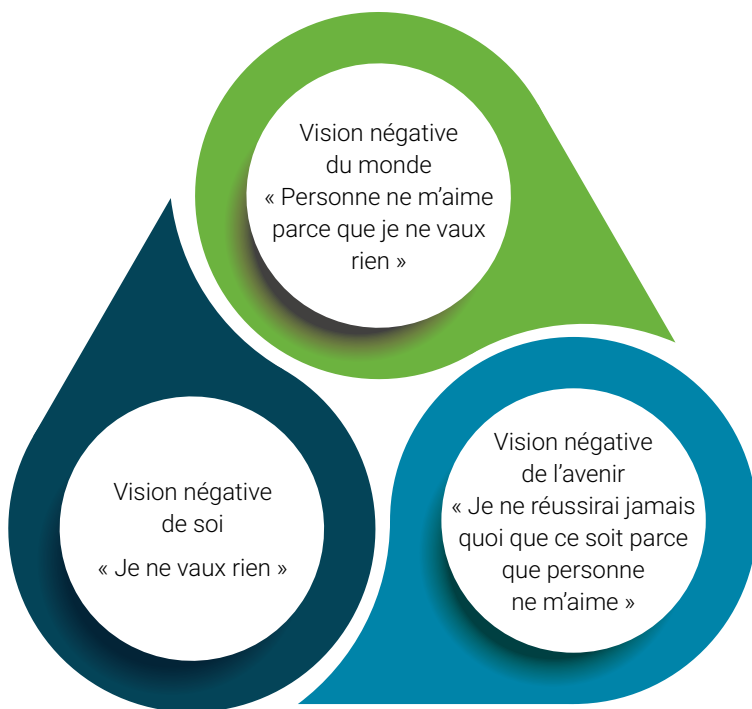 Vision négative
du monde
« Personne ne m’aime
parce que je ne vaux
rien »
Vision négative
de soi
« Je ne vaux rien »
Vision négative
de l’avenir
« Je ne réussirai jamais
quoi que ce soit parce
que personne
ne m’aime »